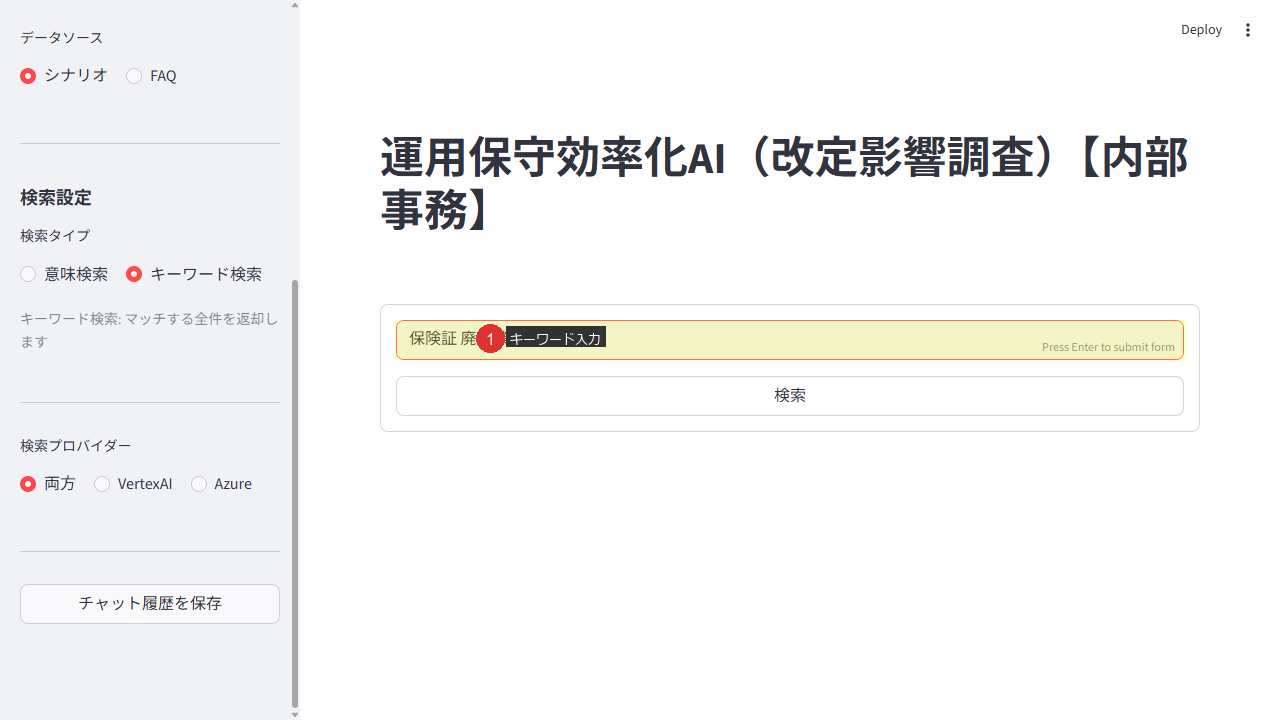 データソース
シナリオ
FAQ
検索設定
検索タイプ
意味検索
キーワード検索
キーワード検索: マッチする全件を返却し
ます
検索プロバイダー
両方
VertexAI
Azure
チャット履歴を保存
Deploy
運用保守効率化AI（改定影響調査）【内部
事務】
保険証 廃
1
キーワード入力
Press Enter to submit form
検索